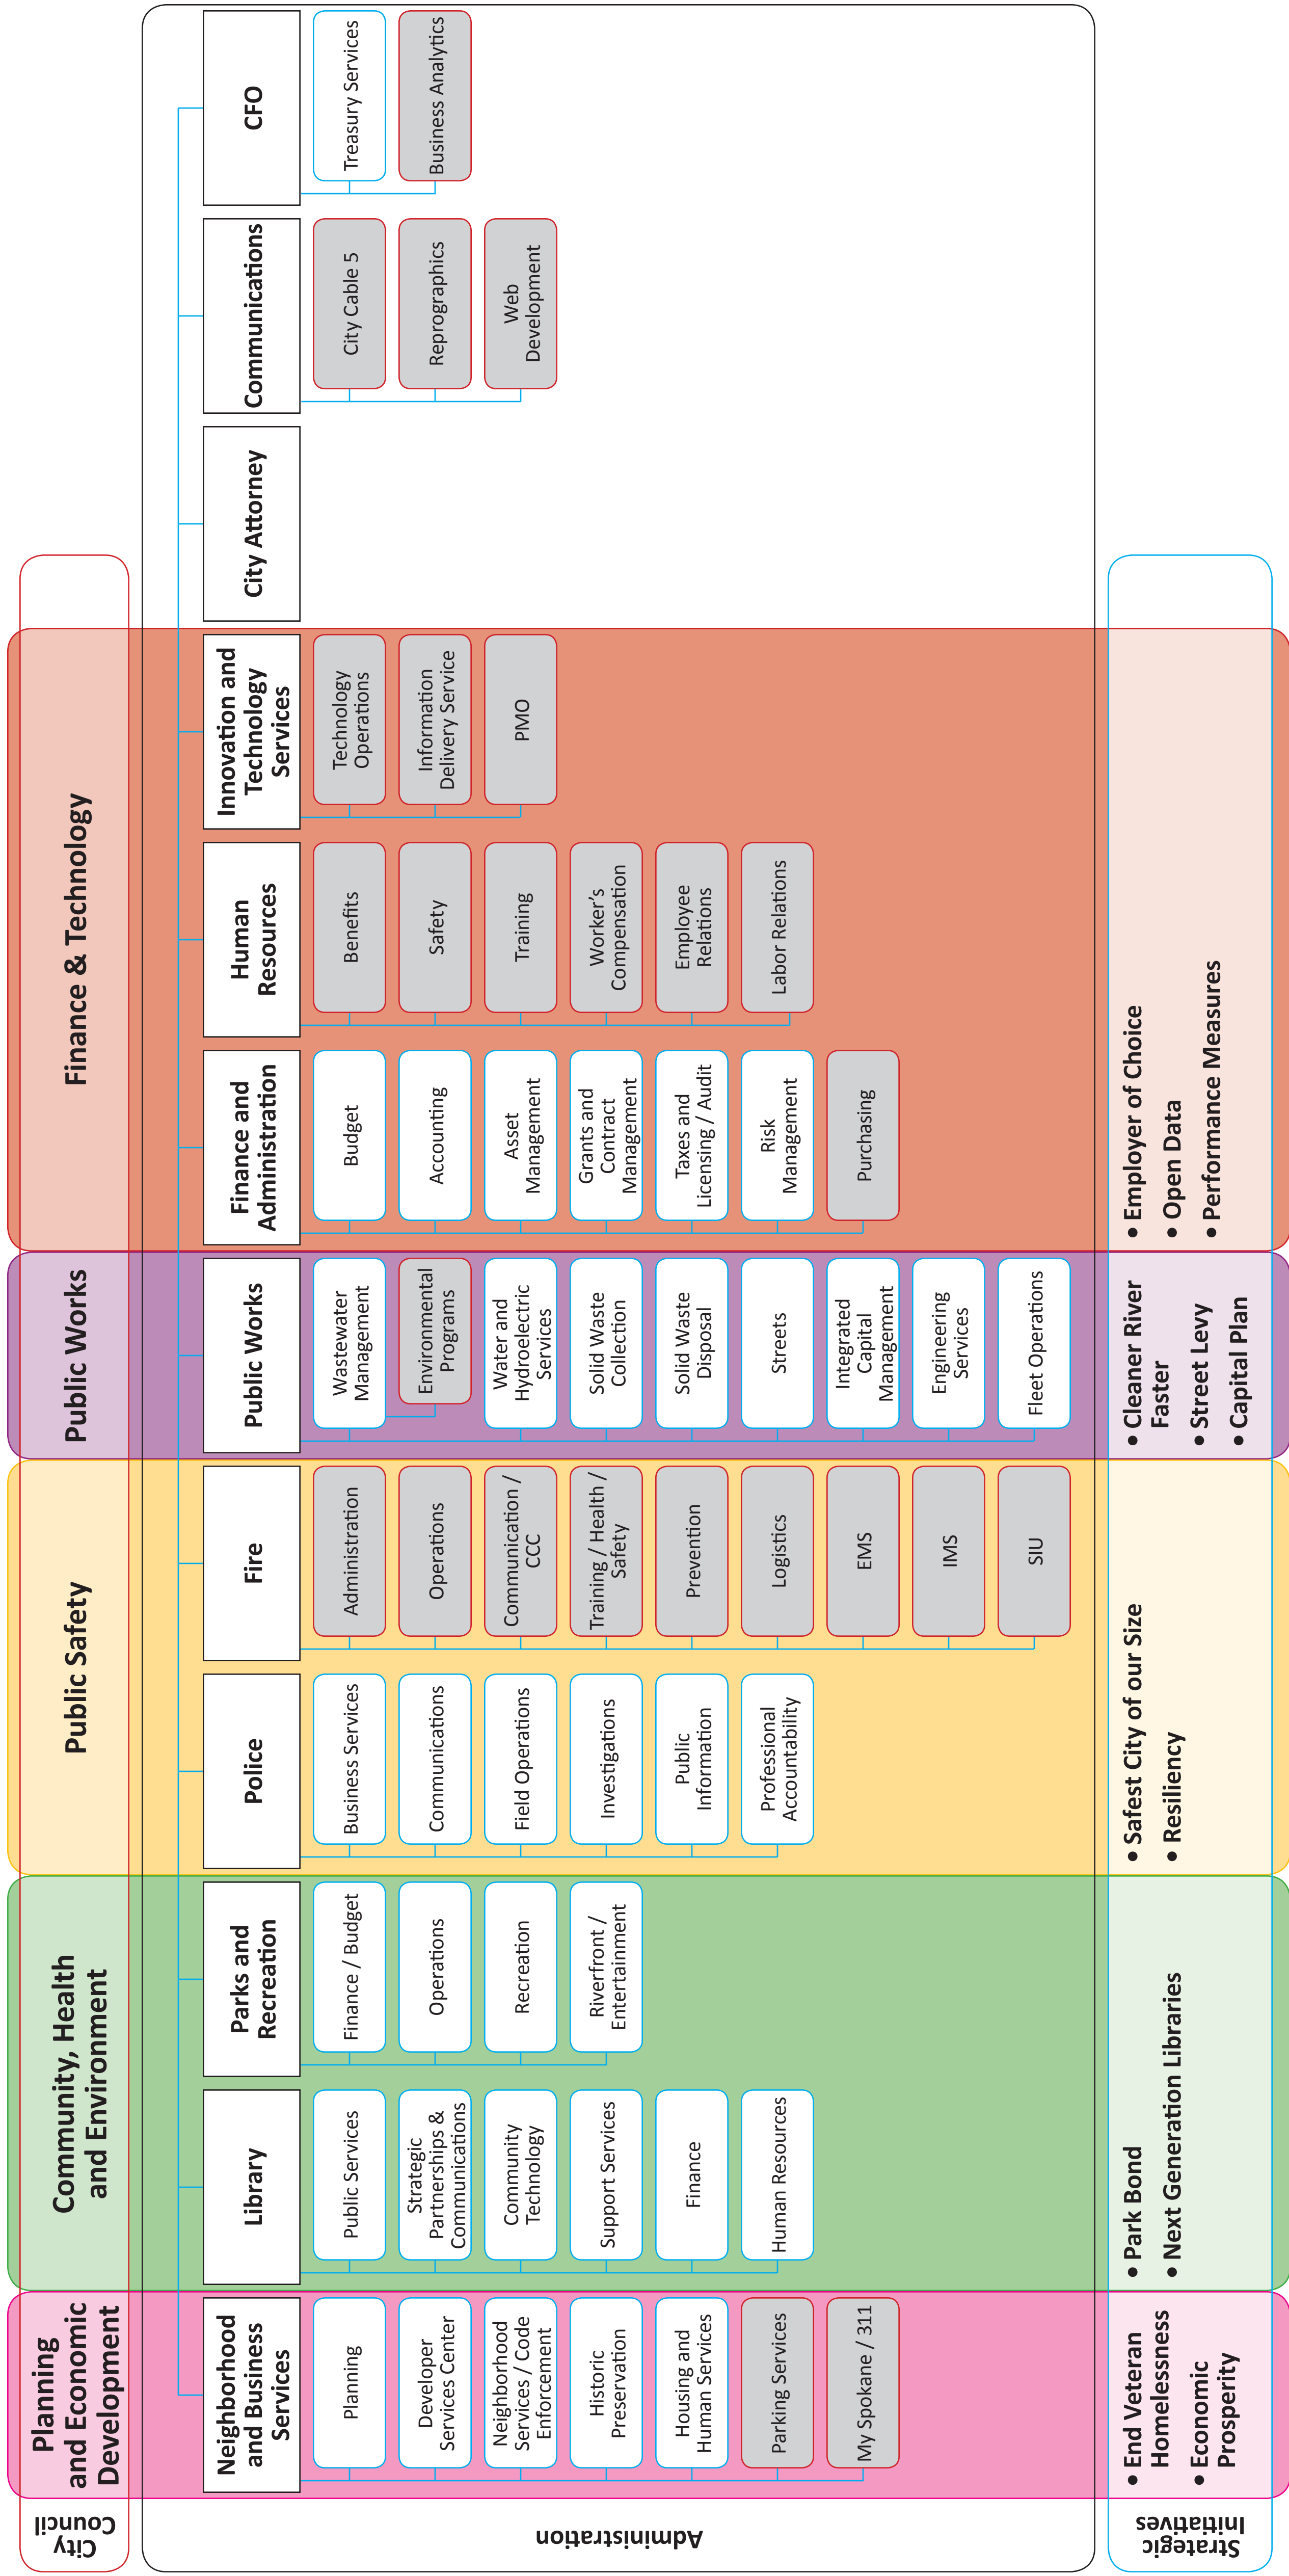 City
Council
Planning
and Economic
Development
Community, Health
and Environment
Public Safety
Public Works
Finance & Technology
Administration
Neighborhood
and Business
Services
Planning
Developer
Services Center
Neighborhood
Services / Code
Enforcement
Historic
Preservation
Housing and
Human Services
Parking Services
My Spokane / 311
Library
Public Services
Strategic
Partnerships &
Communications
Community
Technology
Support Services
Finance
Human Resources
Parks and
Recreation
Finance / Budget
Operations
Recreation
Riverfront /
Entertainment
Police
Business Services
Communications
Field Operations
Investigations
Public
Information
Professional
Accountability
Fire
Administration
Operations
Communication /
CCC
Training / Health /
Safety
Prevention
Logistics
EMS
IMS
SIU
Public Works
Wastewater
Management
Environmental
Programs
Water and
Hydroelectric
Services
Solid Waste
Collection
Solid Waste
Disposal
Streets
Integrated
Capital
Management
Engineering
Services
Fleet Operations
Finance and
Administration
Budget
Accounting
Asset
Management
Grants and
Contract
Management
Taxes and
Licensing / Audit
Risk
Management
Purchasing
Human
Resources
Benefits
Safety
Training
Worker's
Compensation
Employee
Relations
Labor Relations
Innovation and
Technology
Services
Technology
Operations
Information
Delivery Service
PMO
City Attorney
Communications
City Cable 5
Reprographics
Web
Development
CFO
Treasury Services
Business Analytics
Strategic
Initiatives
• End Veteran
Homelessness
• Economic
Prosperity
• Park Bond
• Next Generation Libraries
• Safest City of our Size
• Resiliency
• Cleaner River
Faster
• Street Levy
• Capital Plan
• Employer of Choice
• Open Data
• Performance Measures